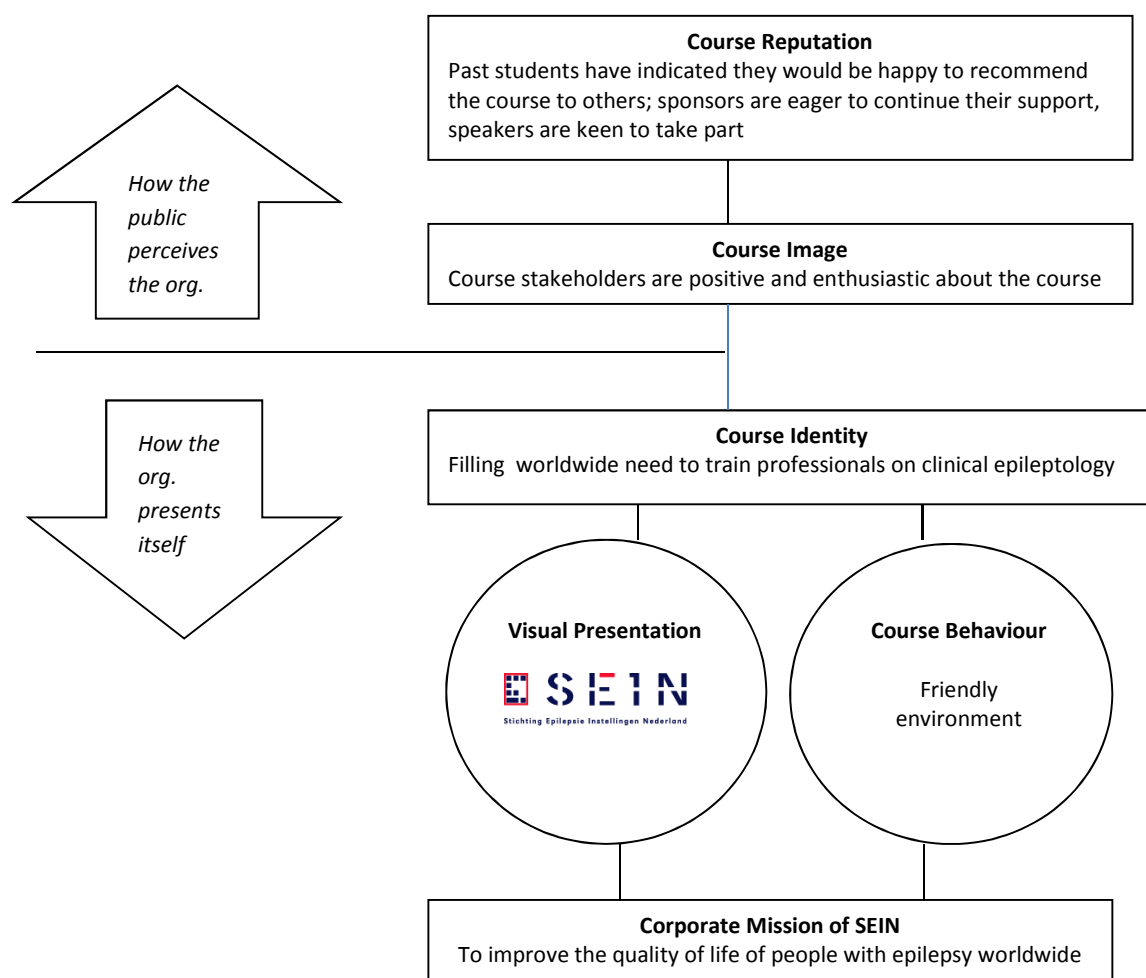 Course Reputation
Past students have indicated they would be happy to recommend
the course to others; sponsors are eager to continue their support,
speakers are keen to take part
How the
public
perceives
the org.
Course Image
Course stakeholders are positive and enthusiastic about the course
How the
org.
presents
itself
Course Identity
Filling  worldwide need to train professionals on clinical epileptology
Visual Presentation
SEIN
Stichting Epilepsie Instellingen Nederland
Course Behaviour
Friendly
environment
Corporate Mission of SEIN
To improve the quality of life of people with epilepsy worldwide